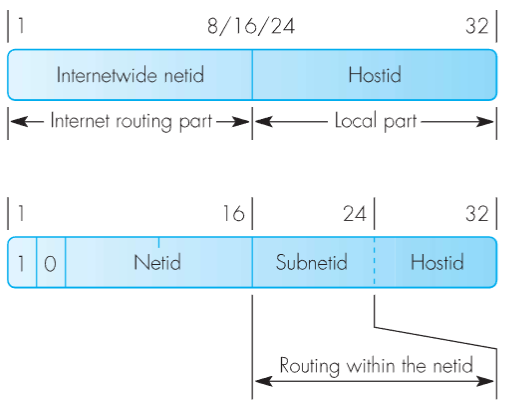 1 8/16/24 32
Internetwide netid Hostid
Internet routing part Local part
1 16 24 32
1 0 Netid Subnetid Hostid
Routing within the netid